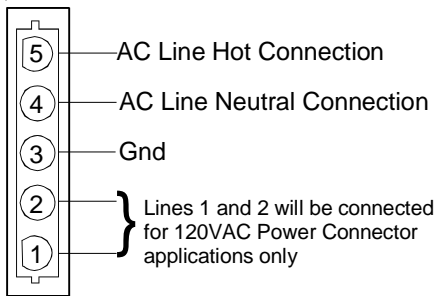 5 AC Line Hot Connection
4 AC Line Neutral Connection
3 Gnd
2
1
Lines 1 and 2 will be connected
for 120VAC Power Connector
applications only